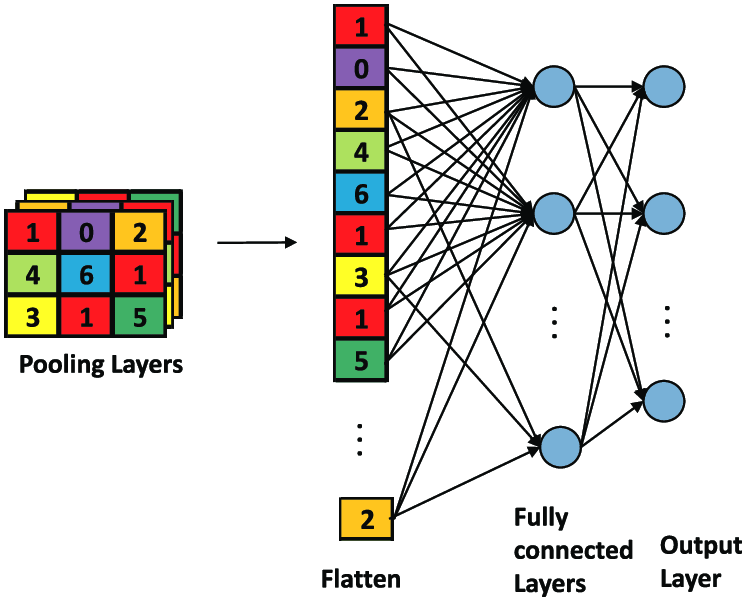 1 0 2
4 6 1
3 1 5
Pooling Layers
1
0
2
4
6
1
3
1
5
⋮
2
Flatten
⋮
Fully
connected
Layers
⋮
Output
Layer